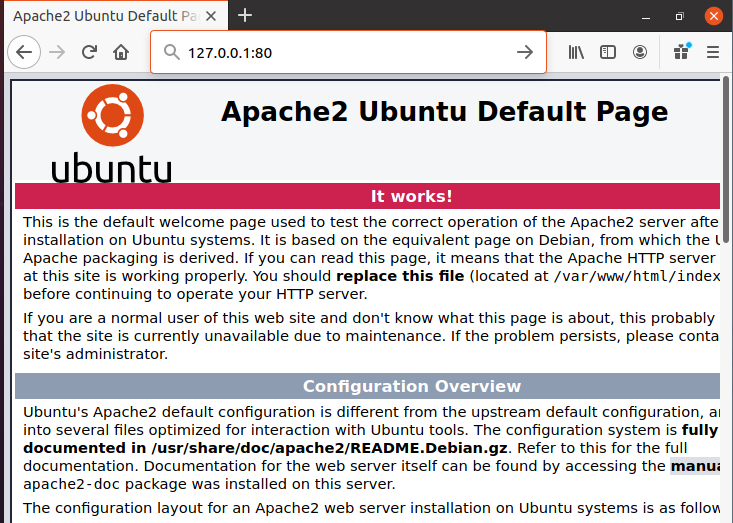 Apache2 Ubuntu Default Pa
127.0.0.1:80
Apache2 Ubuntu Default Page
ubuntu
It works!
This is the default welcome page used to test the correct operation of the Apache2 server afte
installation on Ubuntu systems. It is based on the equivalent page on Debian, from which the U
Apache packaging is derived. If you can read this page, it means that the Apache HTTP server
at this site is working properly. You should replace this file (located at /var/www/html/index
before continuing to operate your HTTP server.
If you are a normal user of this web site and don't know what this page is about, this probably
that the site is currently unavailable due to maintenance. If the problem persists, please conta
site's administrator.
Configuration Overview
Ubuntu's Apache2 default configuration is different from the upstream default configuration, an
into several files optimized for interaction with Ubuntu tools. The configuration system is fully
documented in /usr/share/doc/apache2/README.Debian.gz. Refer to this for the full
documentation. Documentation for the web server itself can be found by accessing the manua
apache2-doc package was installed on this server.
The configuration layout for an Apache2 web server installation on Ubuntu systems is as follow